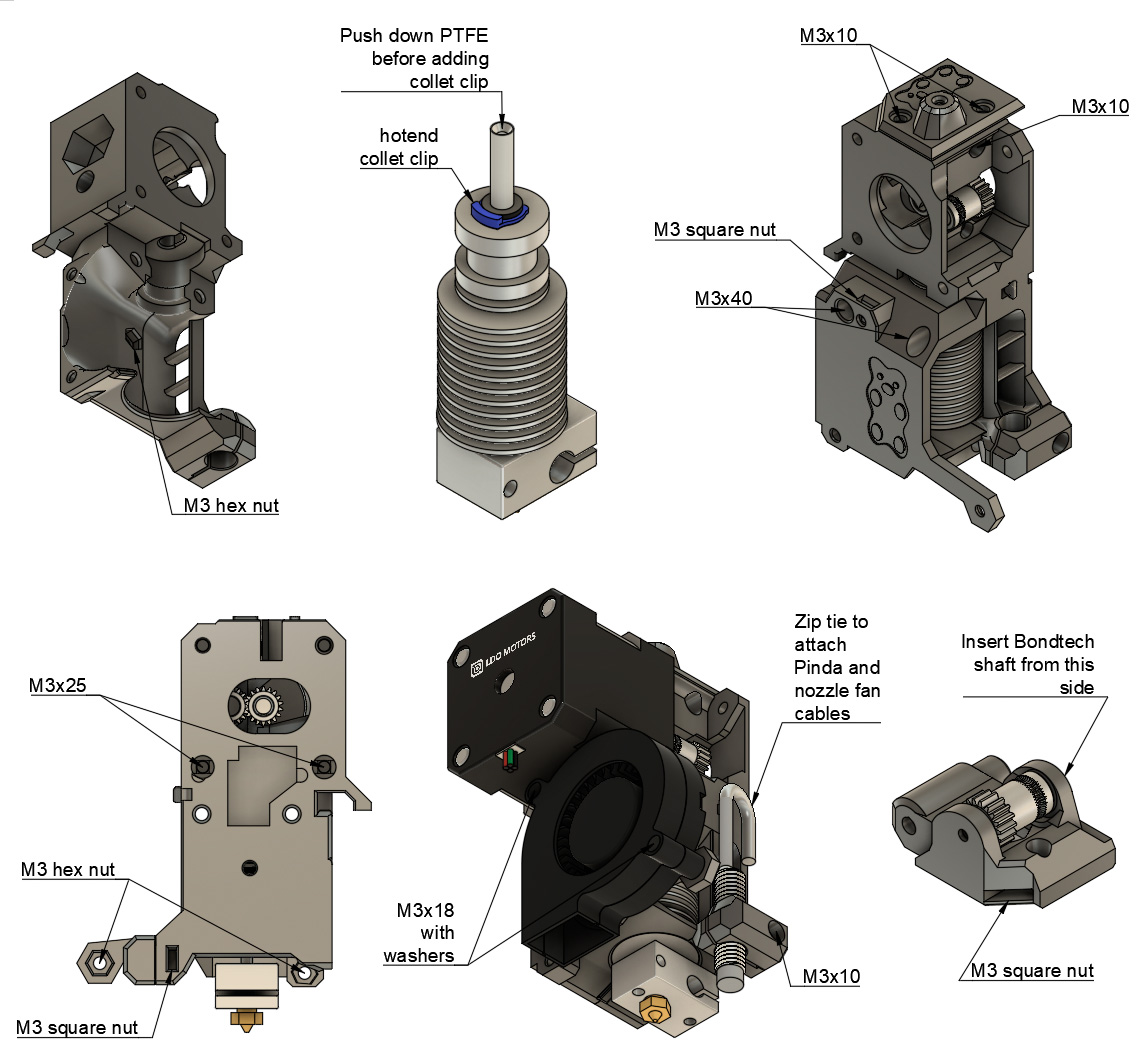 Push down PTFE
before adding
collet clip
hotend
collet clip
M3x10
M3x10
M3 square nut
M3x40
M3 hex nut
M3x25
M3 hex nut
M3 square nut
LDO MOTORS
Zip tie to
attach
Pinda and
nozzle fan
cables
M3x18
with
washers
M3x10
Insert Bondtech
shaft from this
side
M3 square nut